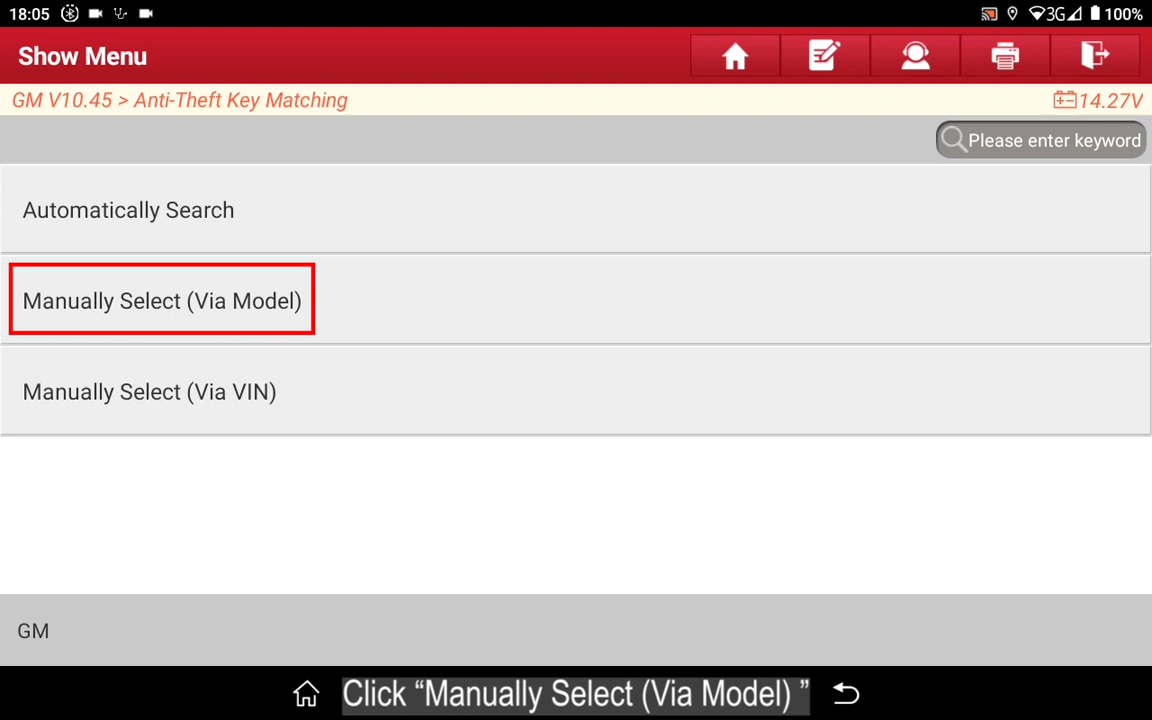 18:05
3G
100%
Show Menu
GM V10.45 > Anti-Theft Key Matching
14.27V
Please enter keyword
Automatically Search
Manually Select (Via Model)
Manually Select (Via VIN)
GM
Click “Manually Select (Via Model) ”